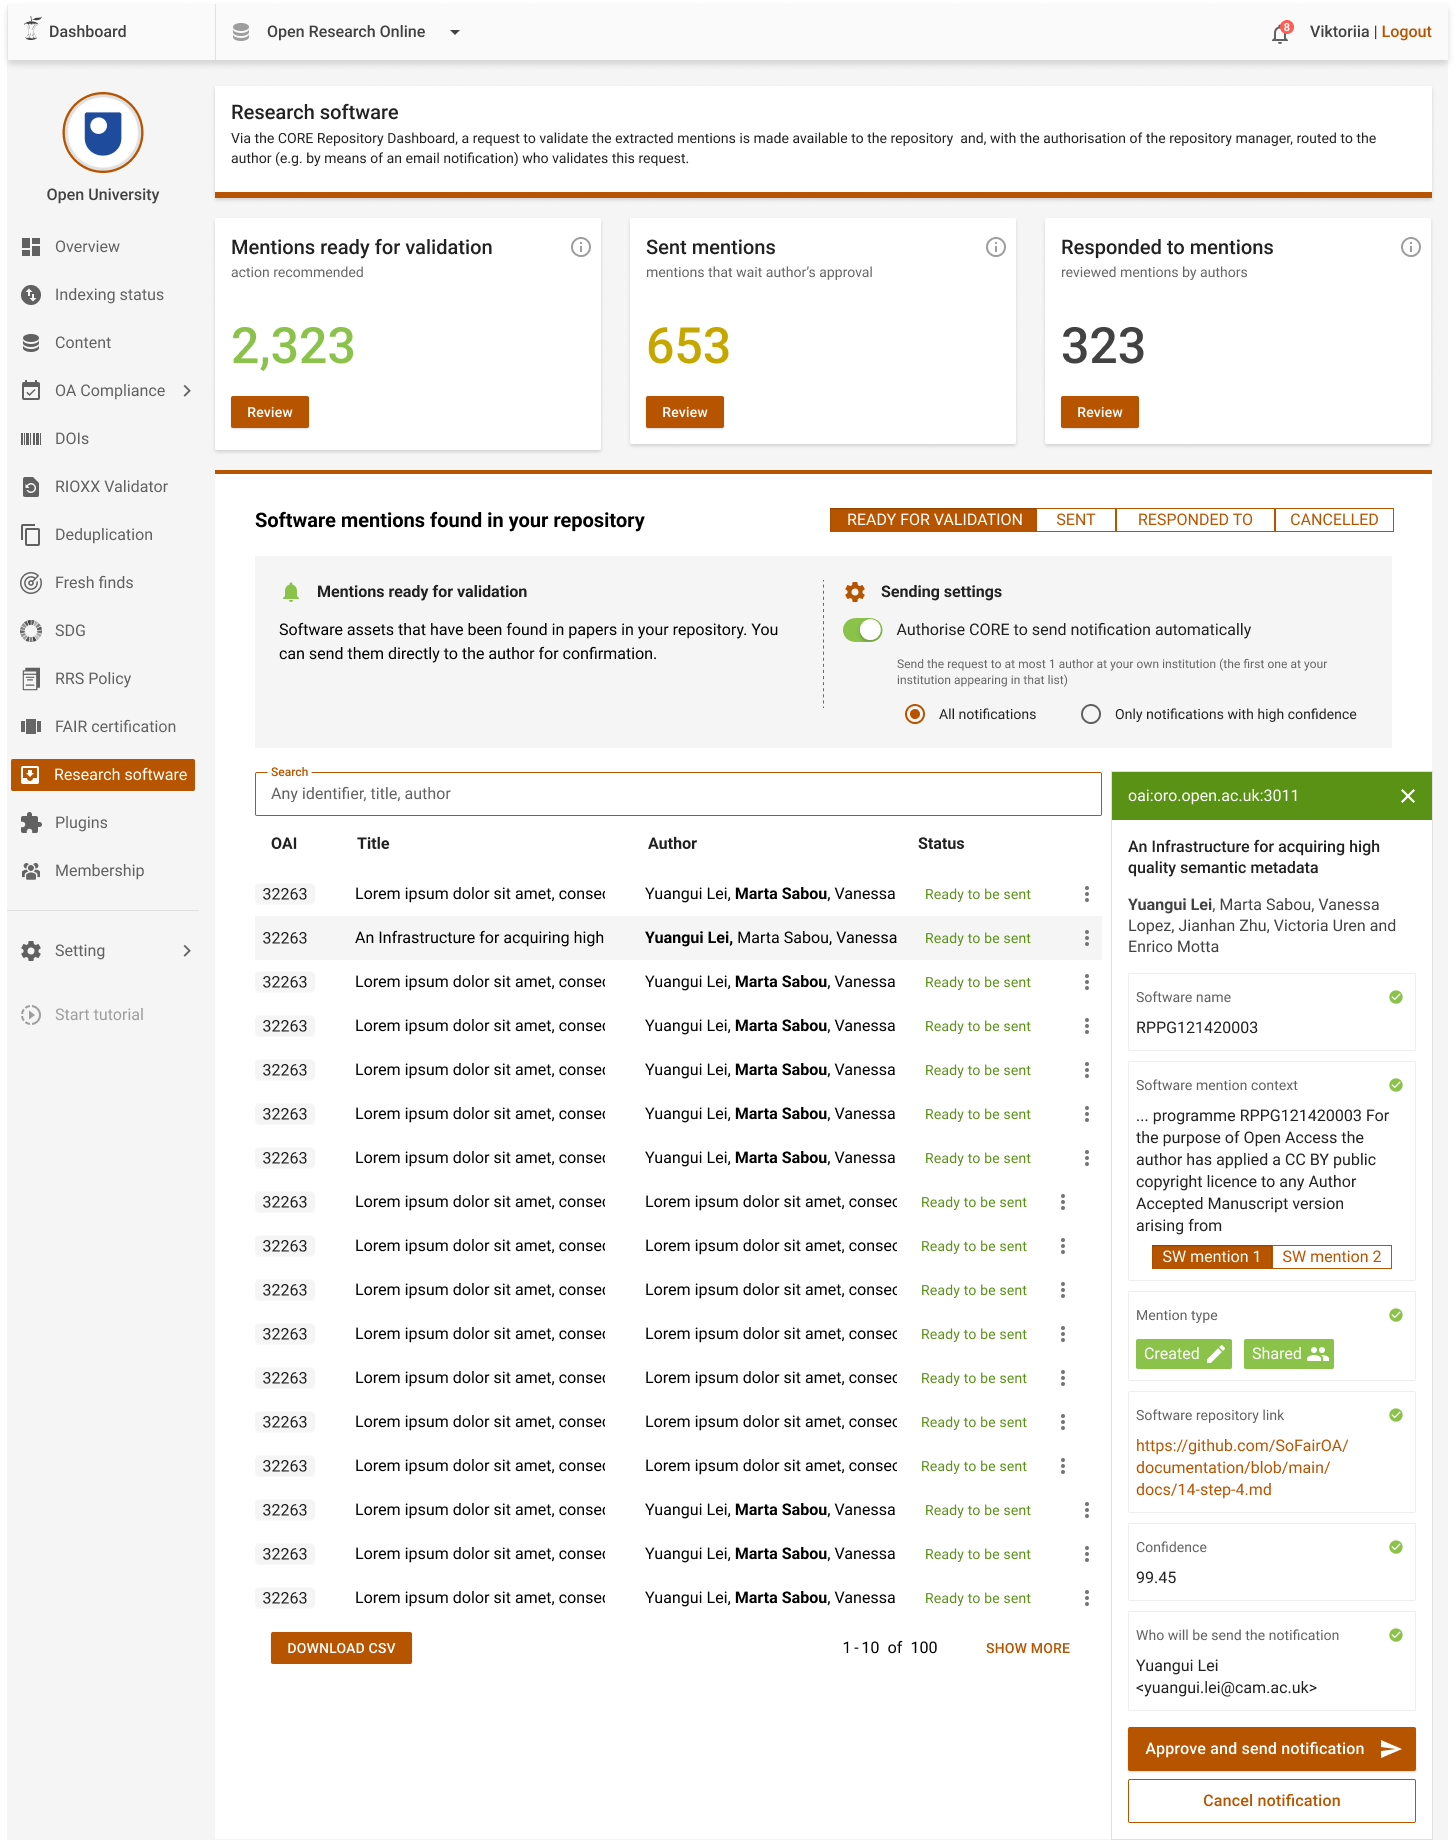 Dashboard
Open Research Online
8
Viktoriia | Logout
Open University
Overview
Indexing status
Content
OA Compliance
DOIs
RIOXX Validator
Deduplication
Fresh finds
SDG
RRS Policy
FAIR certification
Research software
Plugins
Membership
Setting
Start tutorial
Research software
Via the CORE Repository Dashboard, a request to validate the extracted mentions is made available to the repository and, with the authorisation of the repository manager, routed to the
author (e.g. by means of an email notification) who validates this request.
Mentions ready for validation
action recommended
2,323
Review
Sent mentions
mentions that wait author's approval
653
Review
Responded to mentions
reviewed mentions by authors
323
Review
Software mentions found in your repository
READY FOR VALIDATION SENT RESPONDED TO CANCELLED
Mentions ready for validation
Software assets that have been found in papers in your repository. You
can send them directly to the author for confirmation.
Sending settings
Authorise CORE to send notification automatically
Send the request to at most 1 author at your own institution (the first one at your
institution appearing in that list)
All notifications Only notifications with high confidence
Search
Any identifier, title, author
OAI Title Author Status
32263 Lorem ipsum dolor sit amet, consec Yuangui Lei, Marta Sabou, Vanessa Ready to be sent
32263 An Infrastructure for acquiring high Yuangui Lei, Marta Sabou, Vanessa Ready to be sent
32263 Lorem ipsum dolor sit amet, consec Yuangui Lei, Marta Sabou, Vanessa Ready to be sent
32263 Lorem ipsum dolor sit amet, consec Yuangui Lei, Marta Sabou, Vanessa Ready to be sent
32263 Lorem ipsum dolor sit amet, consec Yuangui Lei, Marta Sabou, Vanessa Ready to be sent
32263 Lorem ipsum dolor sit amet, consec Yuangui Lei, Marta Sabou, Vanessa Ready to be sent
32263 Lorem ipsum dolor sit amet, consec Yuangui Lei, Marta Sabou, Vanessa Ready to be sent
32263 Lorem ipsum dolor sit amet, consec Lorem ipsum dolor sit amet, consec Ready to be sent
32263 Lorem ipsum dolor sit amet, consec Lorem ipsum dolor sit amet, consec Ready to be sent
32263 Lorem ipsum dolor sit amet, consec Lorem ipsum dolor sit amet, consec Ready to be sent
32263 Lorem ipsum dolor sit amet, consec Lorem ipsum dolor sit amet, consec Ready to be sent
32263 Lorem ipsum dolor sit amet, consec Lorem ipsum dolor sit amet, consec Ready to be sent
32263 Lorem ipsum dolor sit amet, consec Lorem ipsum dolor sit amet, consec Ready to be sent
32263 Lorem ipsum dolor sit amet, consec Lorem ipsum dolor sit amet, consec Ready to be sent
32263 Lorem ipsum dolor sit amet, consec Yuangui Lei, Marta Sabou, Vanessa Ready to be sent
32263 Lorem ipsum dolor sit amet, consec Yuangui Lei, Marta Sabou, Vanessa Ready to be sent
32263 Lorem ipsum dolor sit amet, consec Yuangui Lei, Marta Sabou, Vanessa Ready to be sent
DOWNLOAD CSV 1-10 of 100 SHOW MORE
oai:oro.open.ac.uk:3011
An Infrastructure for acquiring high
quality semantic metadata
Yuangui Lei, Marta Sabou, Vanessa
Lopez, Jianhan Zhu, Victoria Uren and
Enrico Motta
Software name
RPPG121420003
Software mention context
... programme RPPG121420003 For
the purpose of Open Access the
author has applied a CC BY public
copyright licence to any Author
Accepted Manuscript version
arising from
SW mention 1 SW mention 2
Mention type
Created Shared
Software repository link
https://github.com/SoFairOA/
documentation/blob/main/
docs/14-step-4.md
Confidence
99.45
Who will be send the notification
Yuangui Lei
<yuangui.lei@cam.ac.uk>
Approve and send notification
Cancel notification